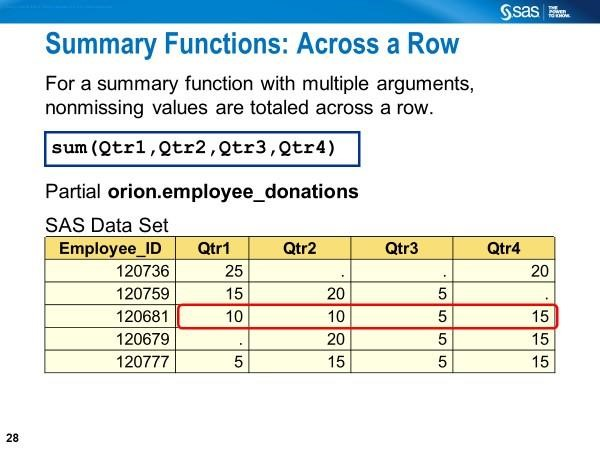 sas THE POWER TO KNOW.
Summary Functions: Across a Row
For a summary function with multiple arguments,
nonmissing values are totaled across a row.
sum(Qtr1,Qtr2,Qtr3,Qtr4)
Partial orion.employee_donations
SAS Data Set
Employee_ID Qtr1 Qtr2 Qtr3 Qtr4
120736 25 . . 20
120759 15 20 5 .
120681 10 10 5 15
120679 . 20 5 15
120777 5 15 5 15
28